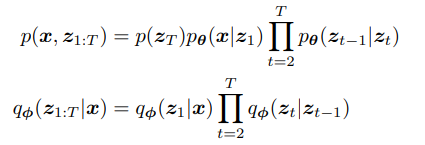 p(x, z_{1:T}) = p(z_T)p_θ(x|z_1) ∏_{t=2}^{T} p_θ(z_{t−1}|z_t)
q_ϕ(z_{1:T}|x) = q_ϕ(z_1|x) ∏_{t=2}^{T} q_ϕ(z_t|z_{t−1})